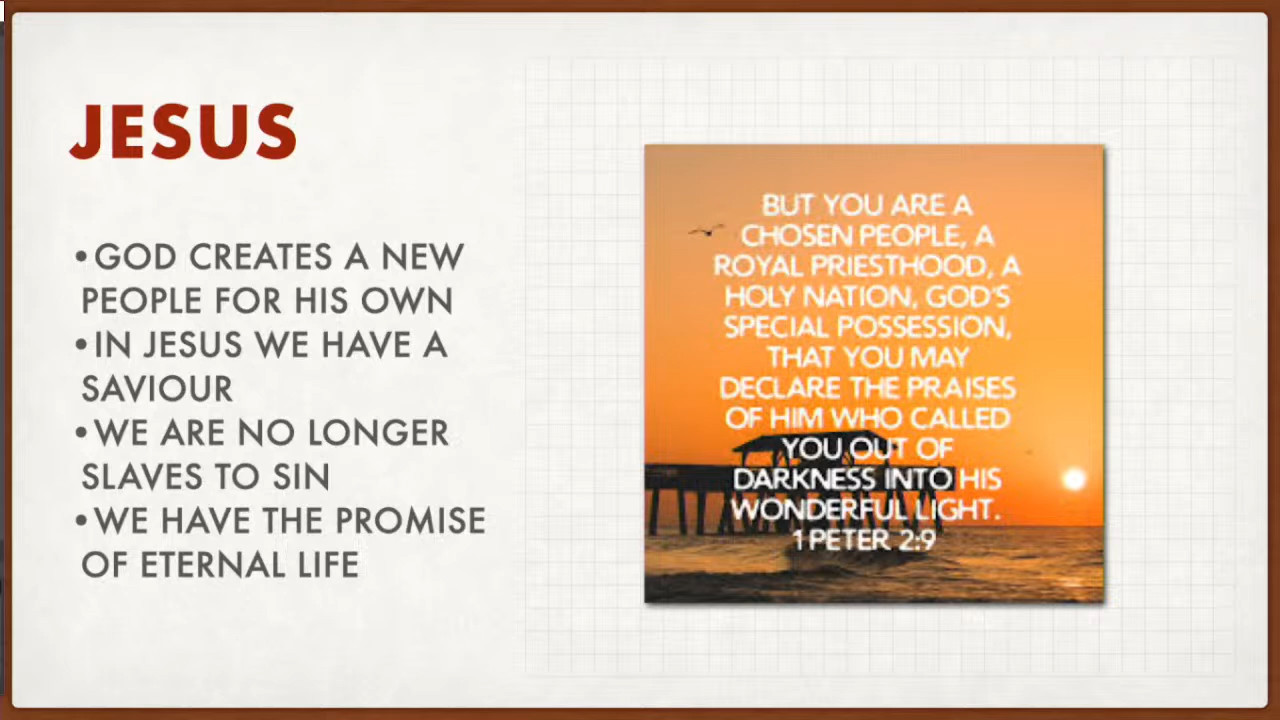 JESUS
•GOD CREATES A NEW
PEOPLE FOR HIS OWN
•IN JESUS WE HAVE A
SAVIOUR
•WE ARE NO LONGER
SLAVES TO SIN
•WE HAVE THE PROMISE
OF ETERNAL LIFE
BUT YOU ARE A
CHOSEN PEOPLE, A
ROYAL PRIESTHOOD, A
HOLY NATION, GOD'S
SPECIAL POSSESSION,
THAT YOU MAY
DECLARE THE PRAISES
OF HIM WHO CALLED
YOU OUT OF
DARKNESS INTO HIS
WONDERFUL LIGHT.
1 PETER 2:9